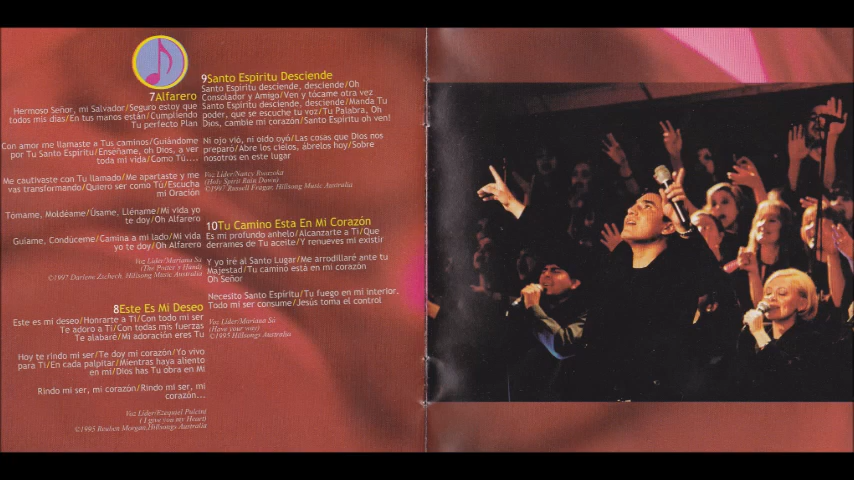 7Alfarero
Hermoso Señor, mi Salvador/Seguro estoy que
todos mis días/En tus manos están/Cumpliendo
Tu perfecto Plan
Con amor me llamaste a Tus caminos/Guiándome
por Tu Santo Espíritu/Enséñame, oh Dios, a ver
toda mi vida/Como Tú....
Me cautivaste con Tu llamado/Me apartaste y me
vas transformando/Quiero ser como Tú/Escucha
mi Oración
Tómame, Moldéame/Úsame, Lléname/Mi vida yo
te doy/Oh Alfarero
Guíame, Condúceme/Camina a mi lado/Mi vida
yo te doy/Oh Alfarero
Voz Líder/Mariana Sá
(The Potter's Hand)
©1997 Darlene Zschech, Hillsong Music Australia
8Este Es Mi Deseo
Este es mi deseo/Honrarte a Ti/Con todo mi ser
Te adoro a Ti/Con todas mis fuerzas
Te alabaré/Mi adoración eres Tu
Hoy te rindo mi ser/Te doy mi corazón/Yo vivo
para Ti/En cada palpitar/Mientras haya aliento
en mi/Dios has Tu obra en Mi
Rindo mi ser, mi corazón/Rindo mi ser, mi
corazón...
Voz Líder/Ezequiel Pulcini
( I give you my Heart)
©1995 Reuben Morgan,Hillsongs Australia
9Santo Espiritu Desciende
Santo Espíritu desciende, desciende/Oh
Consolador y Amigo/Ven y tócame otra vez
Santo Espíritu desciende, desciende/Manda Tu
poder, que se escuche tu voz/Tu Palabra, Oh
Dios, cambie mi corazón/Santo Espíritu oh ven!
Ni ojo vió, ni oído oyó/Las cosas que Dios nos
preparó/Abre los cielos, ábrelos hoy/Sobre
nosotros en este lugar
(Holy Spirit Rain Down)
©1997 Russell Fragar, Hillsong Music Australia
10Tu Camino Esta En Mi Corazón
Es mi profundo anhelo/Alcanzarte a Ti/Que
derrames de Tu aceite/Y renueves mi existir
Y yo iré al Santo Lugar/Me arrodillaré ante tu
Majestad/Tu camino está en mi corazón
Oh Señor
Necesito Santo Espíritu/Tu fuego en mi interior.
Todo mi ser consume/Jesús toma el control
Voz Líder/Mariana Sá
(Have your way)
©1995 Hillsongs Australia